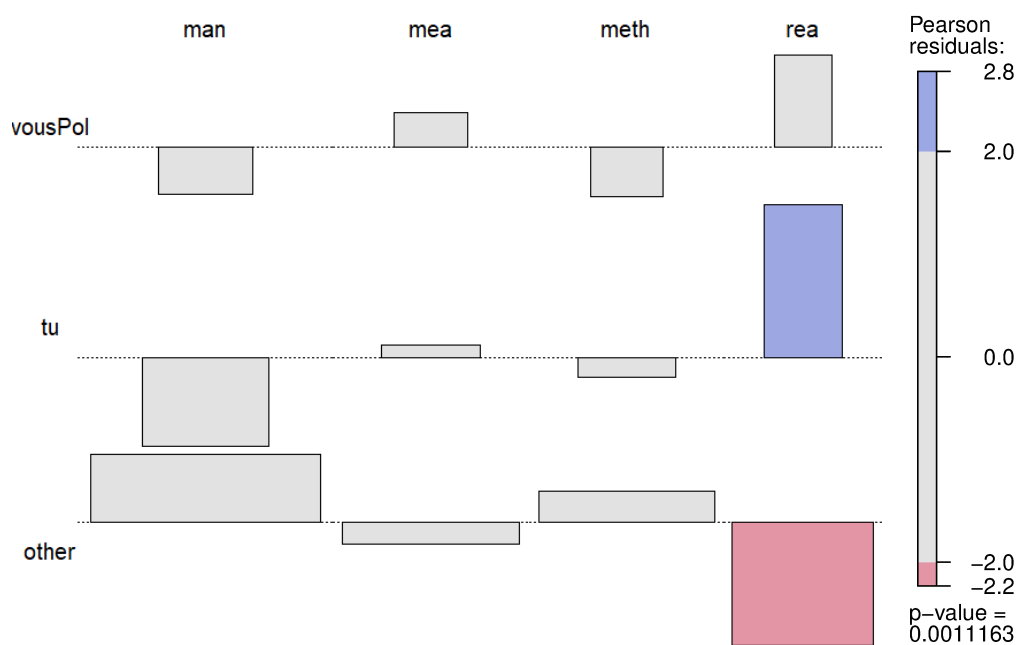 man mea meth rea
vousPol
tu
other
Pearson
residuals:
2.8
2.0
0.0
−2.0
−2.2
p−value =
0.0011163